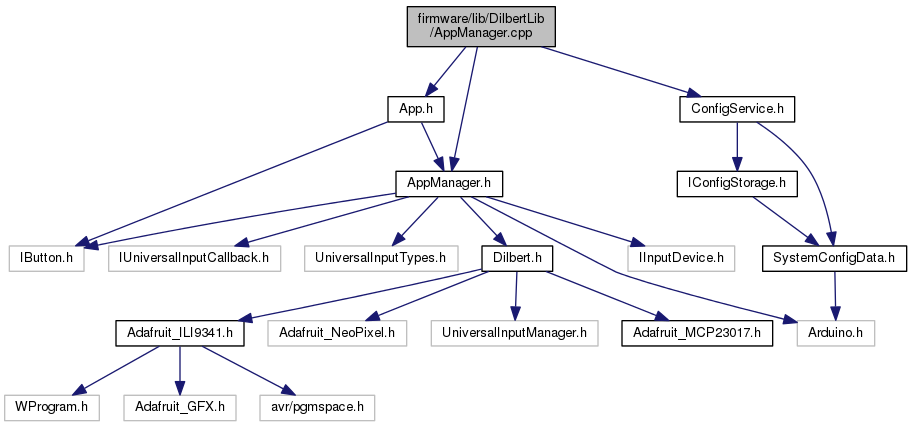 firmware/lib/DilbertLib
/AppManager.cpp
App.h
ConfigService.h
AppManager.h
IConfigStorage.h
IButton.h
IUniversalInputCallback.h
UniversalInputTypes.h
Dilbert.h
IInputDevice.h
SystemConfigData.h
Adafruit_ILI9341.h
Adafruit_NeoPixel.h
UniversalInputManager.h
Adafruit_MCP23017.h
Arduino.h
WProgram.h
Adafruit_GFX.h
avr/pgmspace.h